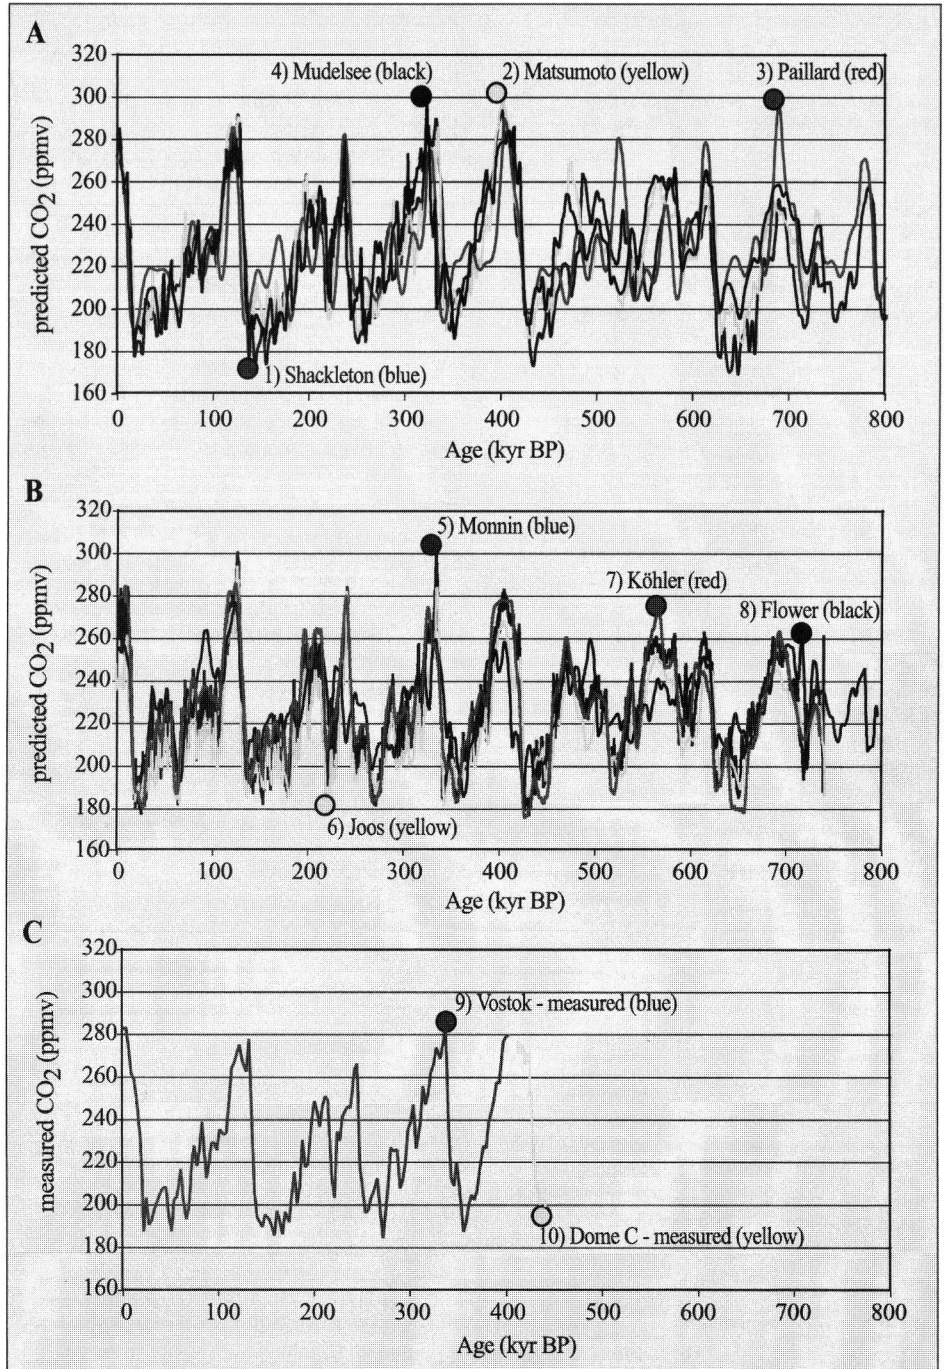 A
320
4) Mudelsee (black)
2) Matsumoto (yellow)
3) Paillard (red)
300
280
260
240
220
200
180
160
predicted CO2 (ppmv)
1) Shackleton (blue)
0 100 200 300 400 500 600 700 800
Age (kyr BP)
B
320
5) Monnin (blue)
300
7) Köhler (red)
280
8) Flower (black)
260
240
220
200
180
160
predicted CO2 (ppmv)
6) Joos (yellow)
0 100 200 300 400 500 600 700 800
Age (kyr BP)
C
320
300
9) Vostok - measured (blue)
280
260
240
220
200
180
160
measured CO2 (ppmv)
10) Dome C - measured (yellow)
0 100 200 300 400 500 600 700 800
Age (kyr BP)